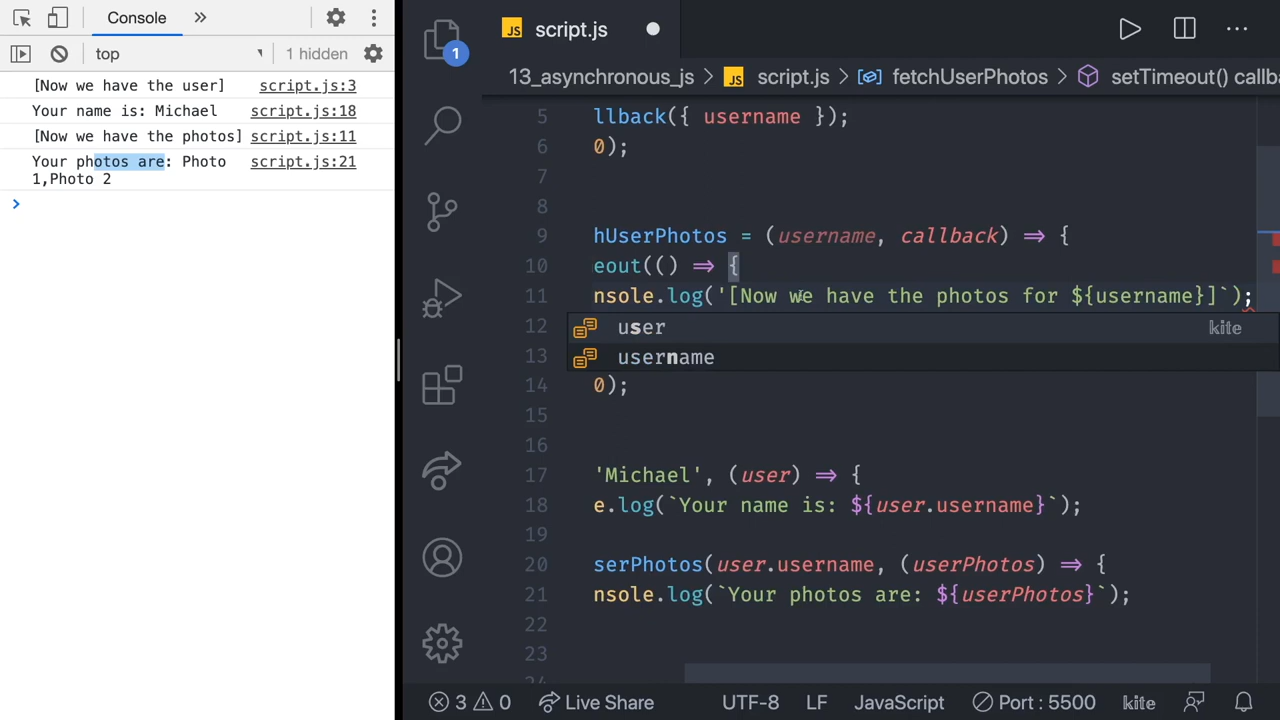 Console
top
1 hidden
[Now we have the user] script.js:3
Your name is: Michael script.js:18
[Now we have the photos] script.js:11
Your photos are: Photo script.js:21
1,Photo 2
>
1
JS script.js
13_asynchronous_js > JS script.js > fetchUserPhotos > setTimeout() callba
5 llback({ username });
6 0);
7
8
9 hUserPhotos = (username, callback) => {
10 eout(() => {
11 nsole.log('[Now we have the photos for ${username}]`);
user kite
username
12
13
14 0);
15
16
17 'Michael', (user) => {
18 e.log(`Your name is: ${user.username}`);
19
20 serPhotos(user.username, (userPhotos) => {
21 nsole.log(`Your photos are: ${userPhotos}`);
22
23
24
3 0 Live Share UTF-8 LF JavaScript Port : 5500 kite